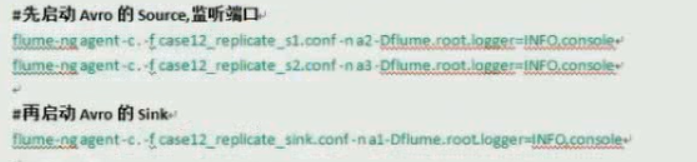 #先启动 Avro 的 Source,监听端口
flume-ng agent -c . -f case12_replicate_s1.conf -n a2 -Dflume.root.logger=INFO,console
flume-ng agent -c . -f case12_replicate_s2.conf -n a3 -Dflume.root.logger=INFO,console
#再启动 Avro 的 Sink
flume-ng agent -c . -f case12_replicate_sink.conf -n a1 -Dflume.root.logger=INFO,console